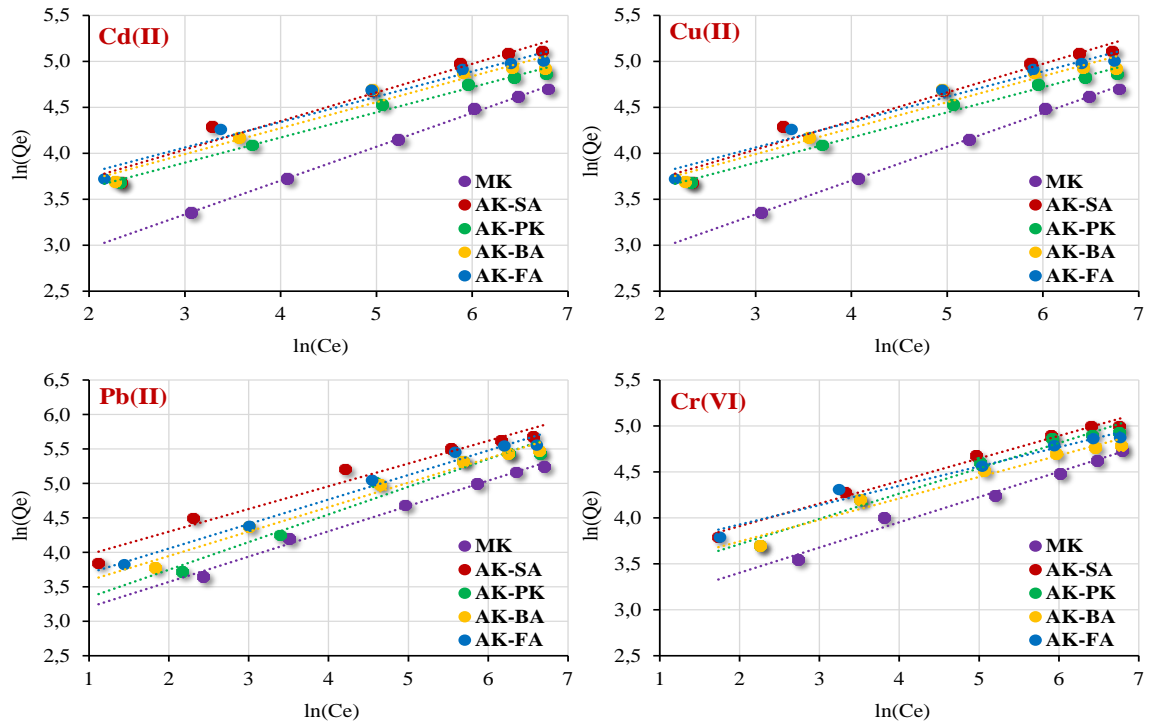 Cd(II)
5,5
5,0
4,5
4,0
3,5
3,0
2,5
ln(Qe)
2 3 4 5 6 7
ln(Ce)
MK
AK-SA
AK-PK
AK-BA
AK-FA
Cu(II)
5,5
5,0
4,5
4,0
3,5
3,0
2,5
ln(Qe)
2 3 4 5 6 7
ln(Ce)
MK
AK-SA
AK-PK
AK-BA
AK-FA
Pb(II)
6,5
6,0
5,5
5,0
4,5
4,0
3,5
3,0
2,5
ln(Qe)
1 2 3 4 5 6 7
ln(Ce)
MK
AK-SA
AK-PK
AK-BA
AK-FA
Cr(VI)
5,5
5,0
4,5
4,0
3,5
3,0
2,5
ln(Qe)
1 2 3 4 5 6 7
ln(Ce)
MK
AK-SA
AK-PK
AK-BA
AK-FA